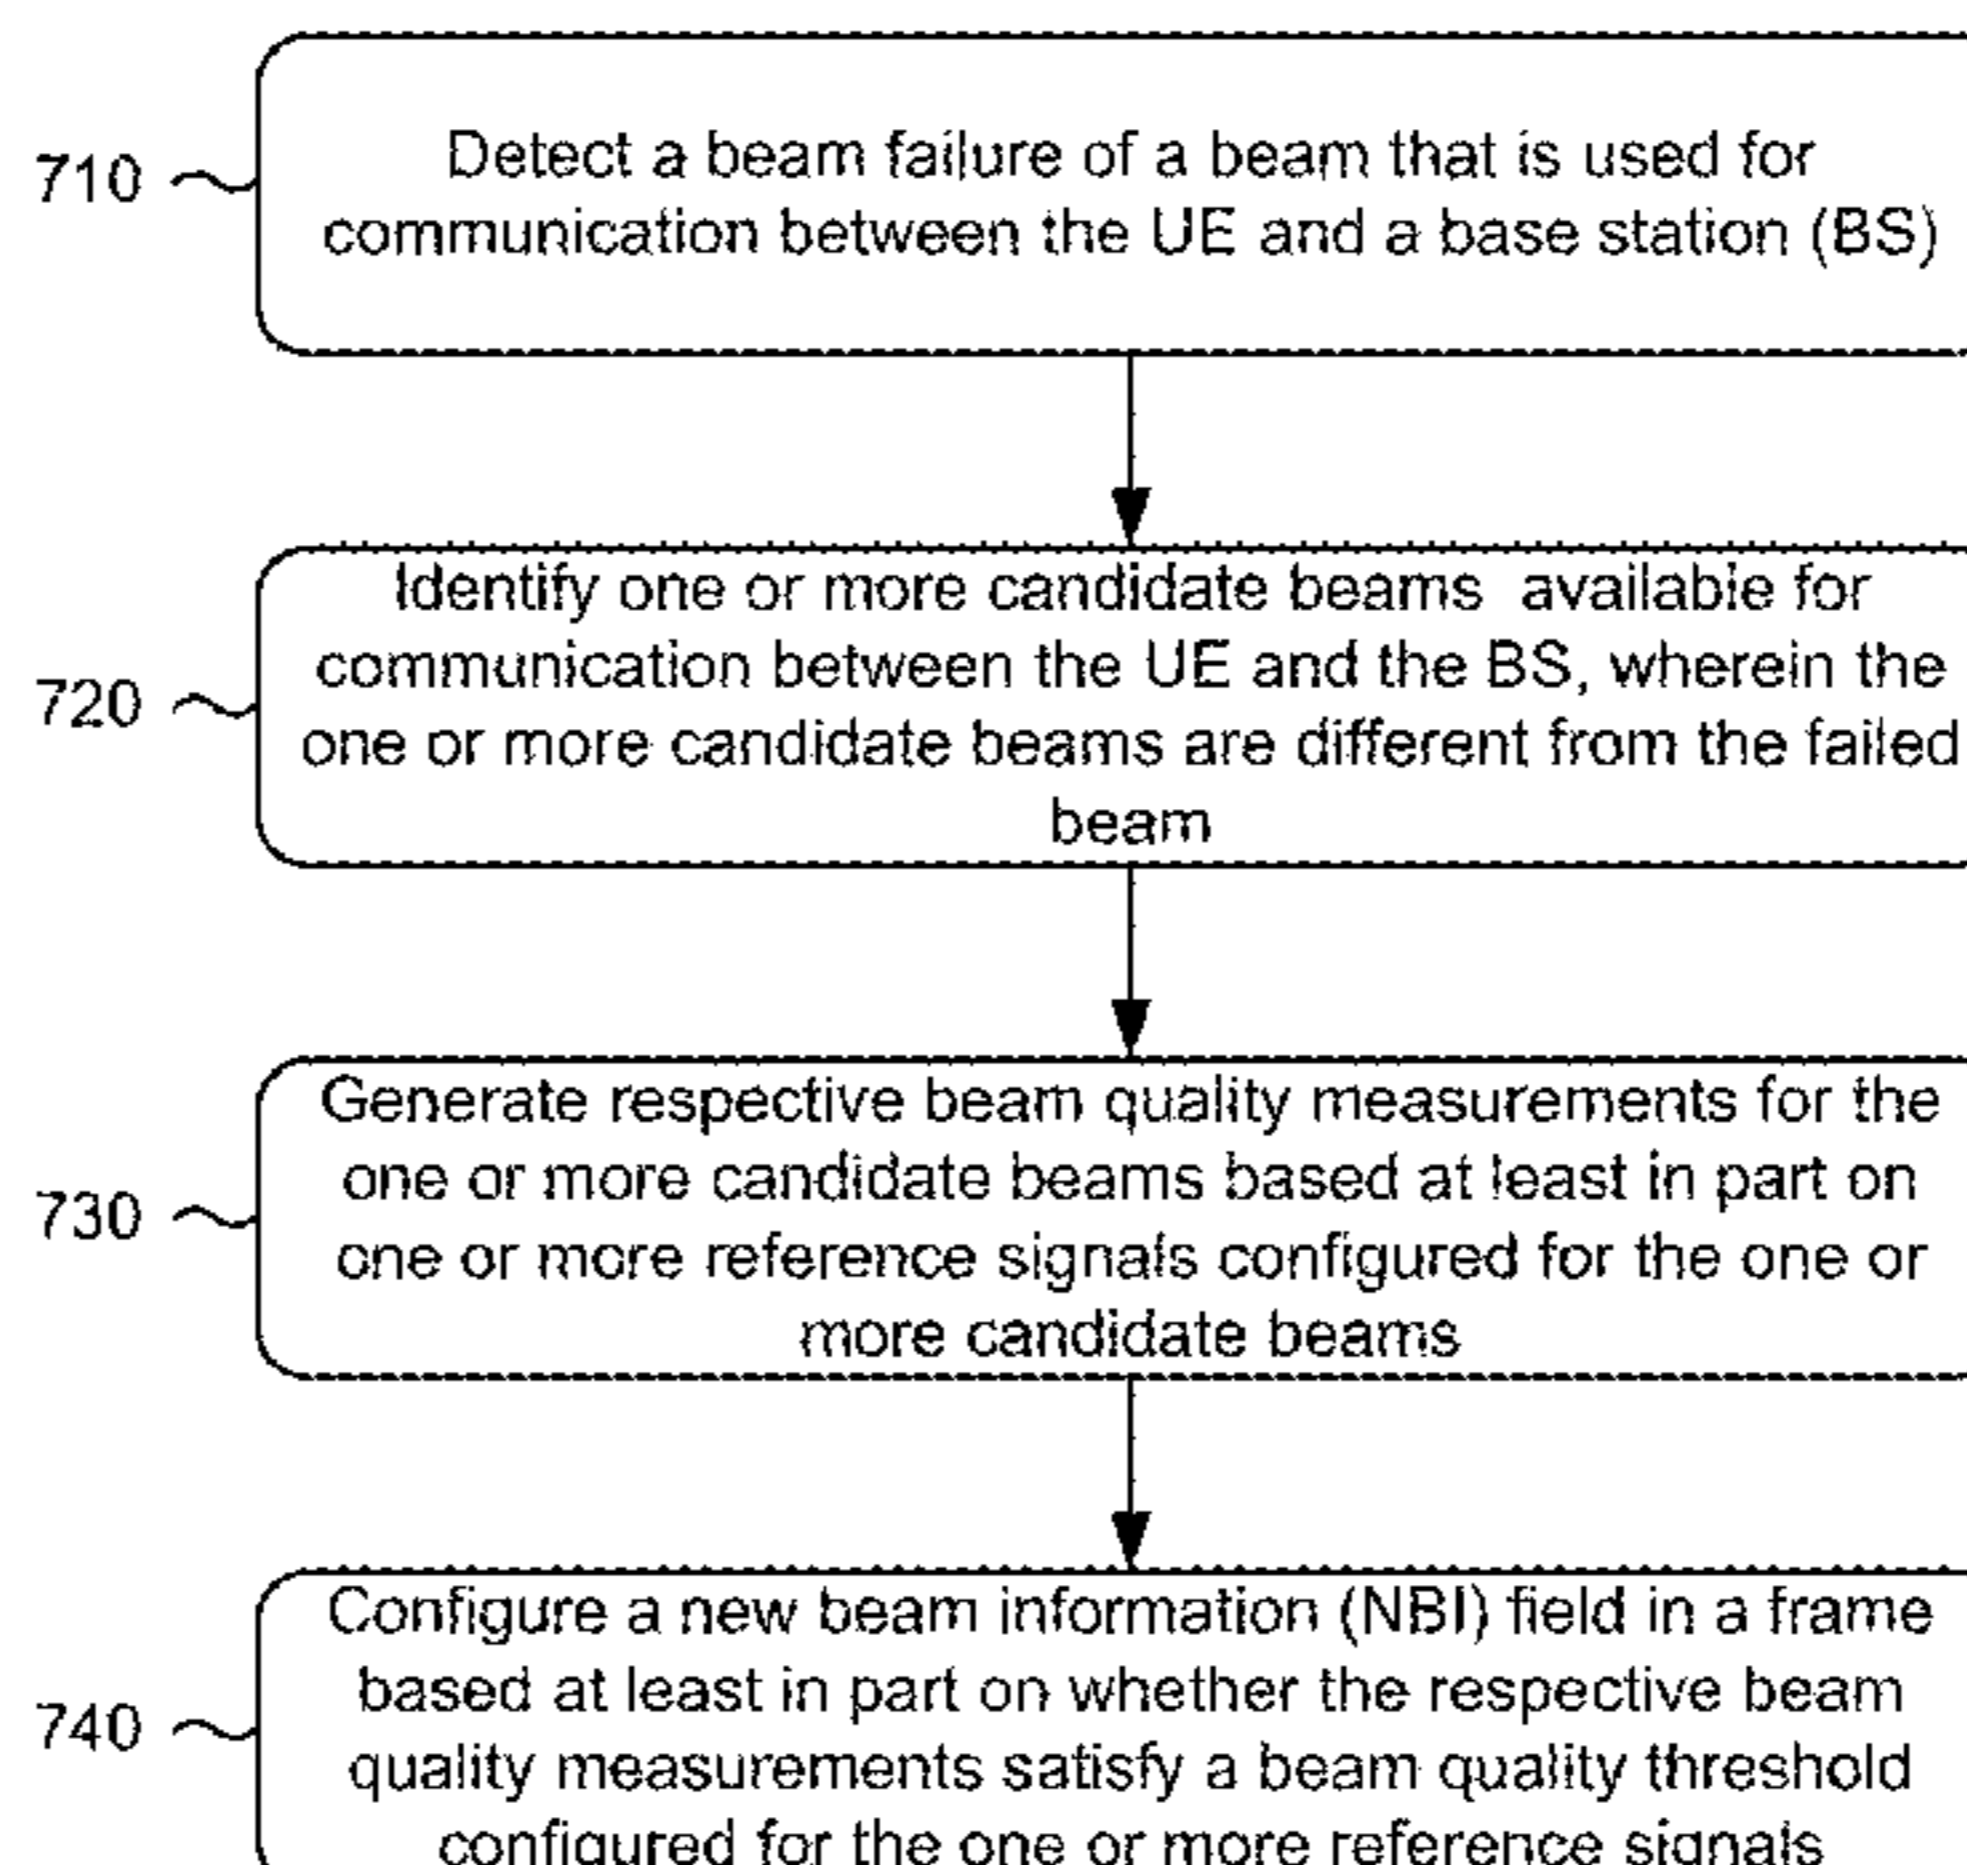 710
Detect a beam failure of a beam that is used for
communication between the UE and a base station (BS)
720
Identify one or more candidate beams available for
communication between the UE and the BS, wherein the
one or more candidate beams are different from the failed
beam
730
Generate respective beam quality measurements for the
one or more candidate beams based at least in part on
one or more reference signals configured for the one or
more candidate beams
740
Configure a new beam information (NBI) field in a frame
based at least in part on whether the respective beam
quality measurements satisfy a beam quality threshold
configured for the one or more reference signals